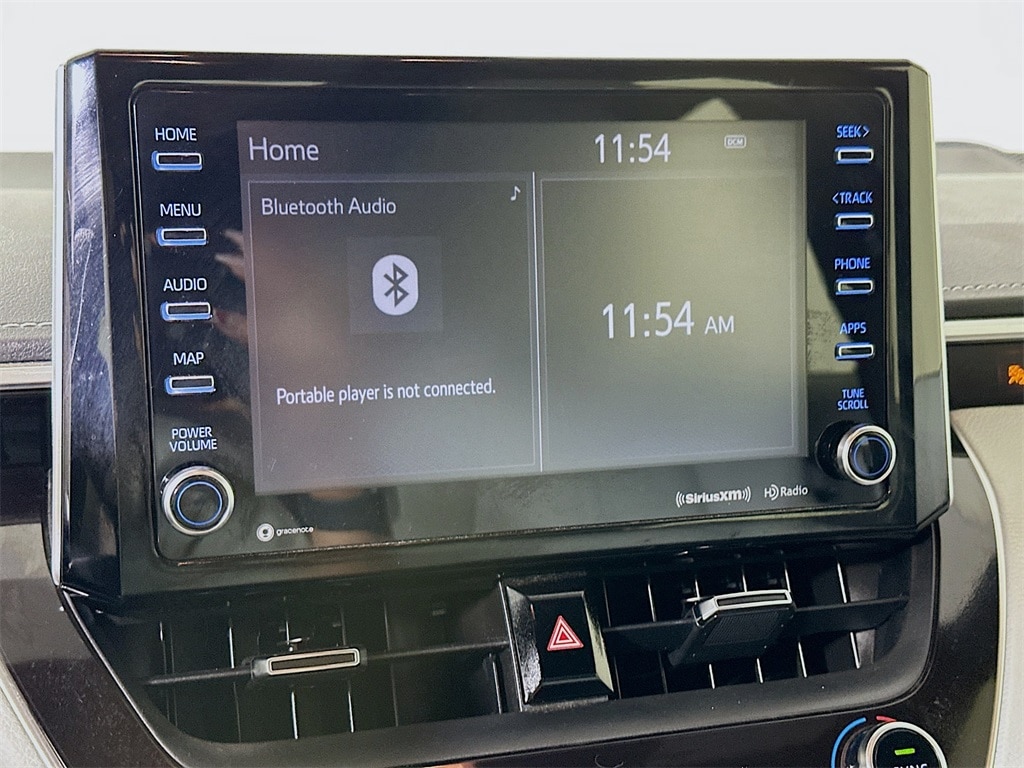 HOME
MENU
AUDIO
MAP
POWER
VOLUME
Home 11:54 DCM
Bluetooth Audio
Portable player is not connected.
11:54 AM
SEEK>
<TRACK
PHONE
APPS
TUNE
SCROLL
gracenote
((SiriusXM))
HD Radio
SYNC